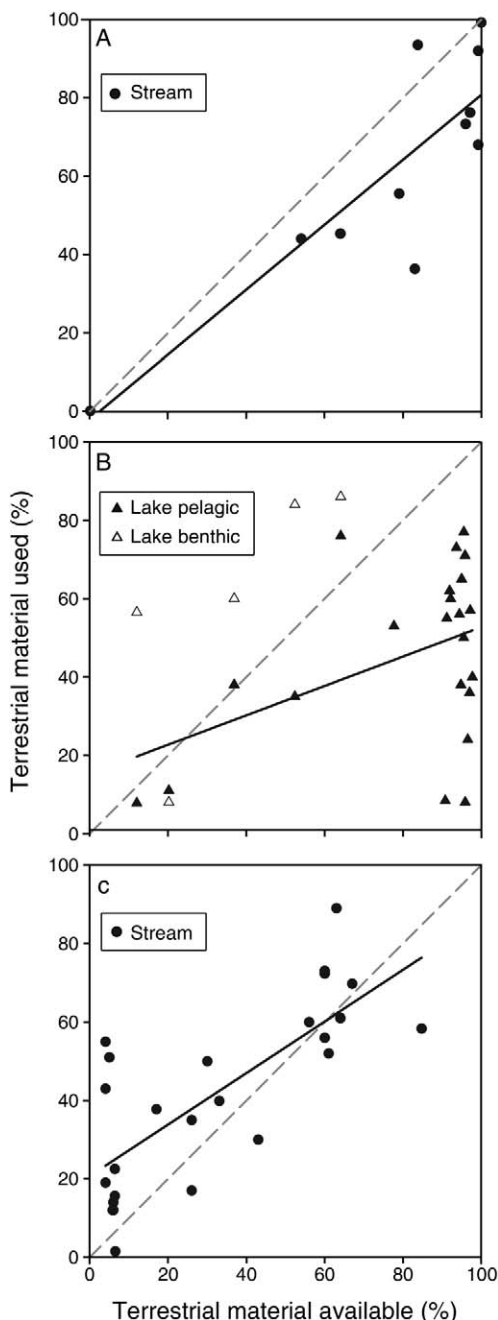 A
Stream
100
80
60
40
20
0
B
Lake pelagic
Lake benthic
100
80
60
40
20
0
Terrestrial material used (%)
c
Stream
100
80
60
40
20
0
0 20 40 60 80 100
Terrestrial material available (%)